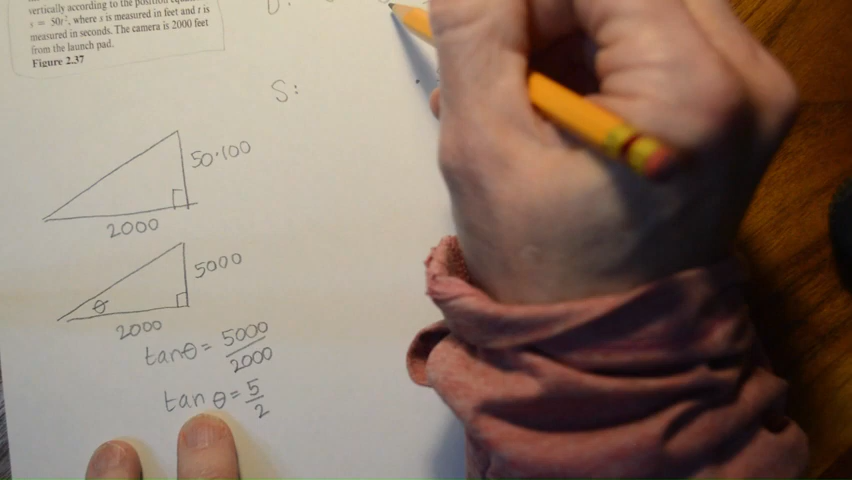 vertically according to the position
s = 50t², where s is measured in feet and t is
measured in seconds. The camera is 2000 feet
from the launch pad.
Figure 2.37
S:
50·100
2000
5000
θ
2000
tanθ = 5000/2000
tan θ = 5/2